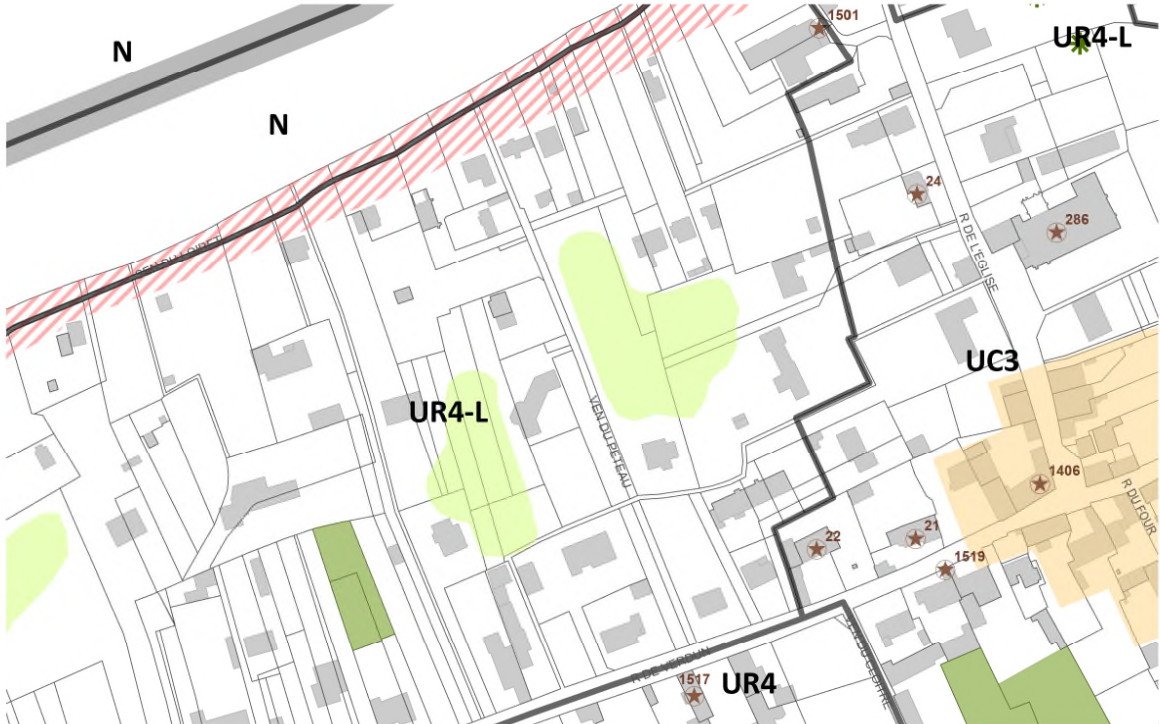 1501
N
UR4-L
N
24
R DE L'EGLISE
286
UC3
VEN DU PETEAU
UR4-L
1406
R DU FOUR
22
21
1519
R DE VERDUN
1517
UR4